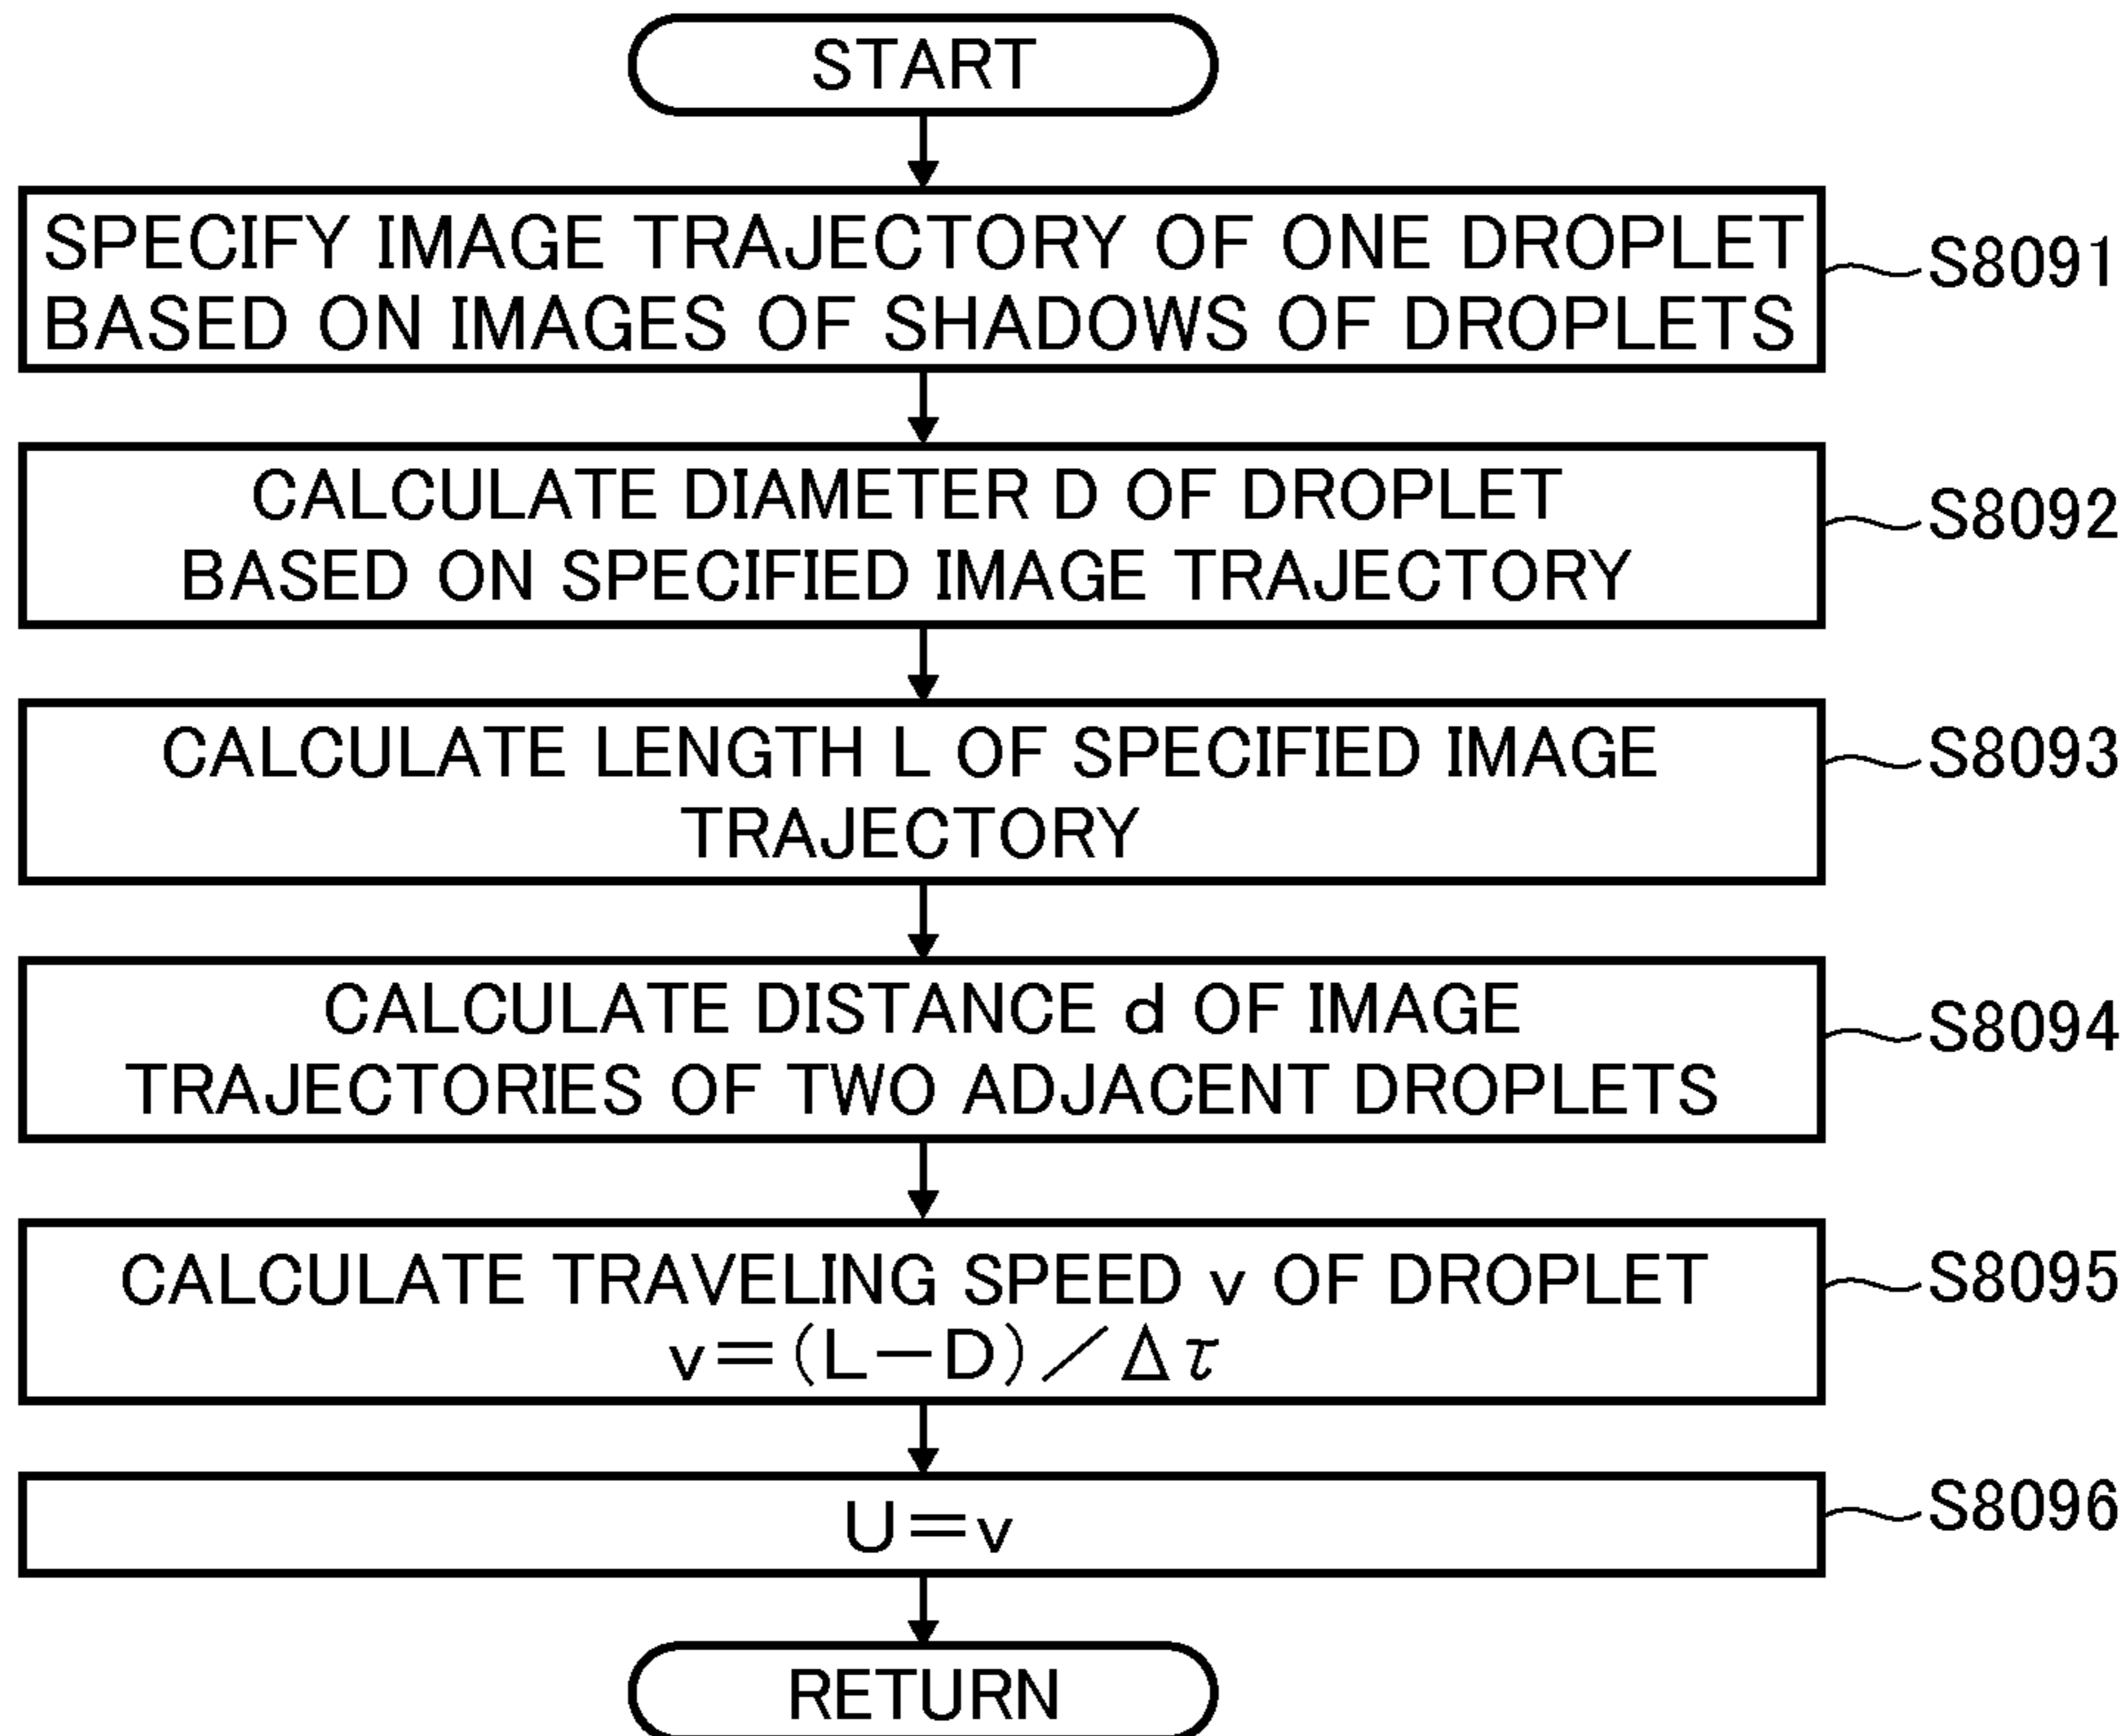 START
SPECIFY IMAGE TRAJECTORY OF ONE DROPLET
BASED ON IMAGES OF SHADOWS OF DROPLETS
S8091
CALCULATE DIAMETER D OF DROPLET
BASED ON SPECIFIED IMAGE TRAJECTORY
S8092
CALCULATE LENGTH L OF SPECIFIED IMAGE
TRAJECTORY
S8093
CALCULATE DISTANCE d OF IMAGE
TRAJECTORIES OF TWO ADJACENT DROPLETS
S8094
CALCULATE TRAVELING SPEED v OF DROPLET
v=(L-D)/Δτ
S8095
U=v
S8096
RETURN